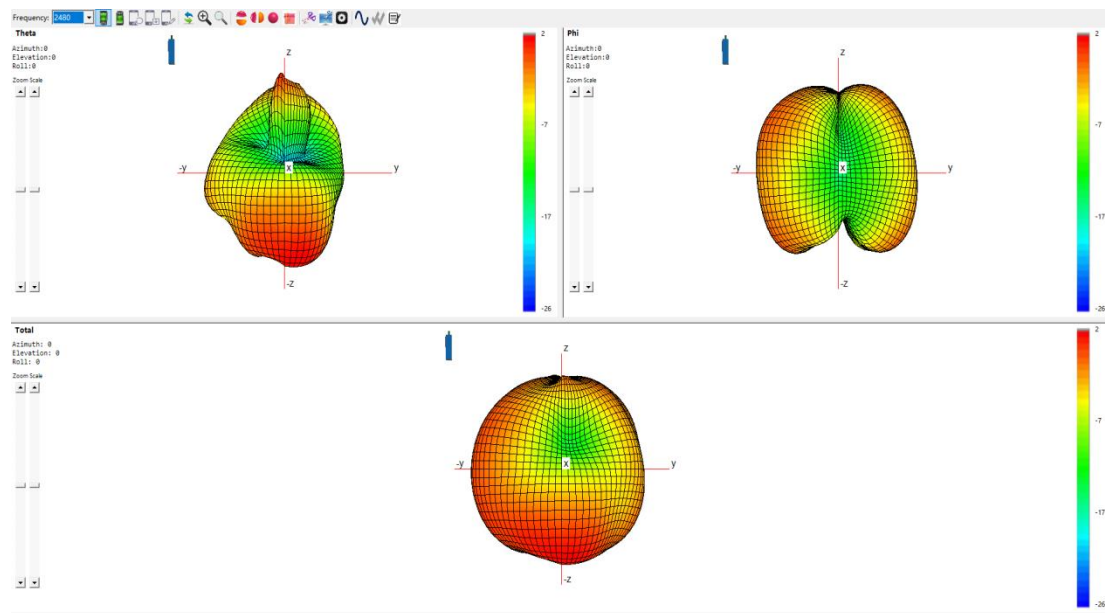 Frequency: 2480
Theta
Azimuth:0
Elevation:0
Roll:0
Zoom Scale
z
-y
x
y
-z
2
-7
-17
-26
Phi
Azimuth:0
Elevation:0
Roll:0
Zoom Scale
z
-y
x
y
-z
2
-7
-17
-26
Total
Azimuth: 0
Elevation: 0
Roll: 0
Zoom Scale
z
-y
x
y
-z
2
-7
-17
-26